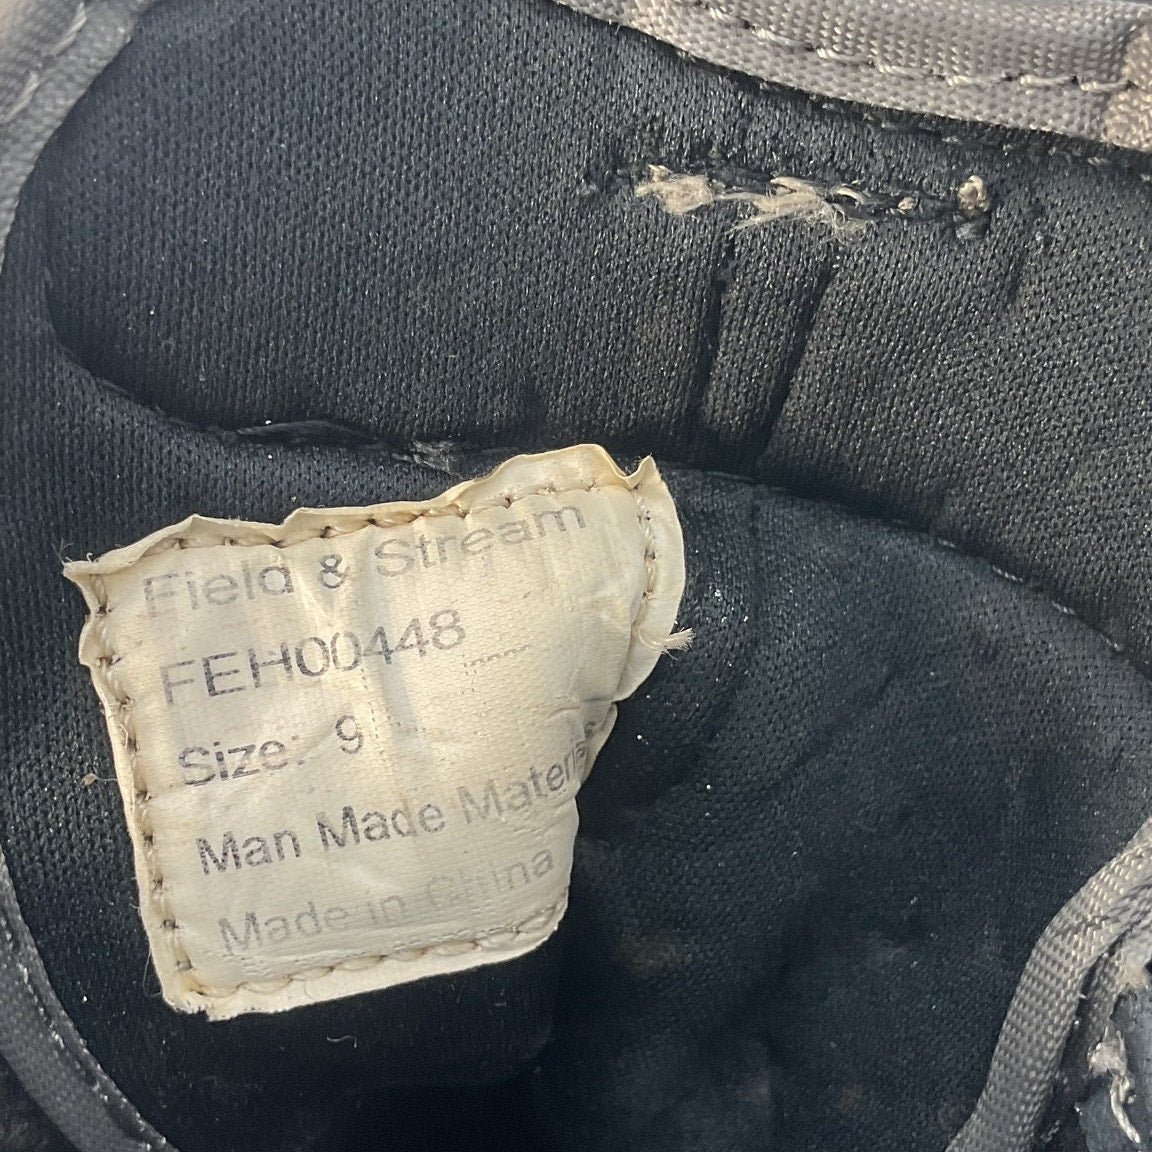 Field & Stream
FEH00448
Size: 9
Man Made Materials
Made in China